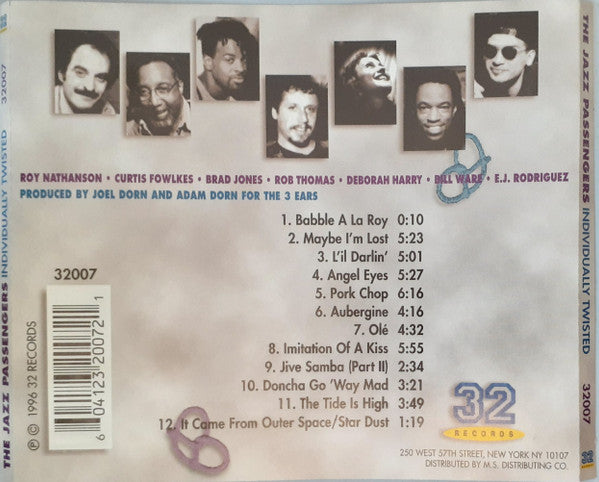 THE JAZZ PASSENGERS INDIVIDUALLY TWISTED 32007
ROY NATHANSON • CURTIS FOWLKES • BRAD JONES • ROB THOMAS • DEBORAH HARRY • BILL WARE • E.J. RODRIGUEZ
PRODUCED BY JOEL DORN AND ADAM DORN FOR THE 3 EARS
1. Babble A La Roy 0:10
2. Maybe I'm Lost 5:23
3. L'il Darlin' 5:01
4. Angel Eyes 5:27
5. Pork Chop 6:16
6. Aubergine 4:16
7. Olé 4:32
8. Imitation Of A Kiss 5:55
9. Jive Samba (Part II) 2:34
10. Doncha Go 'Way Mad 3:21
11. The Tide Is High 3:49
12. It Came From Outer Space/Star Dust 1:19
32007
6 04123 20072 1
℗ © 1996 32 RECORDS
32
RECORDS
250 WEST 57TH STREET, NEW YORK NY 10107
DISTRIBUTED BY M.S. DISTRIBUTING CO.
THE JAZZ PASSENGERS INDIVIDUALLY TWISTED 32007
32